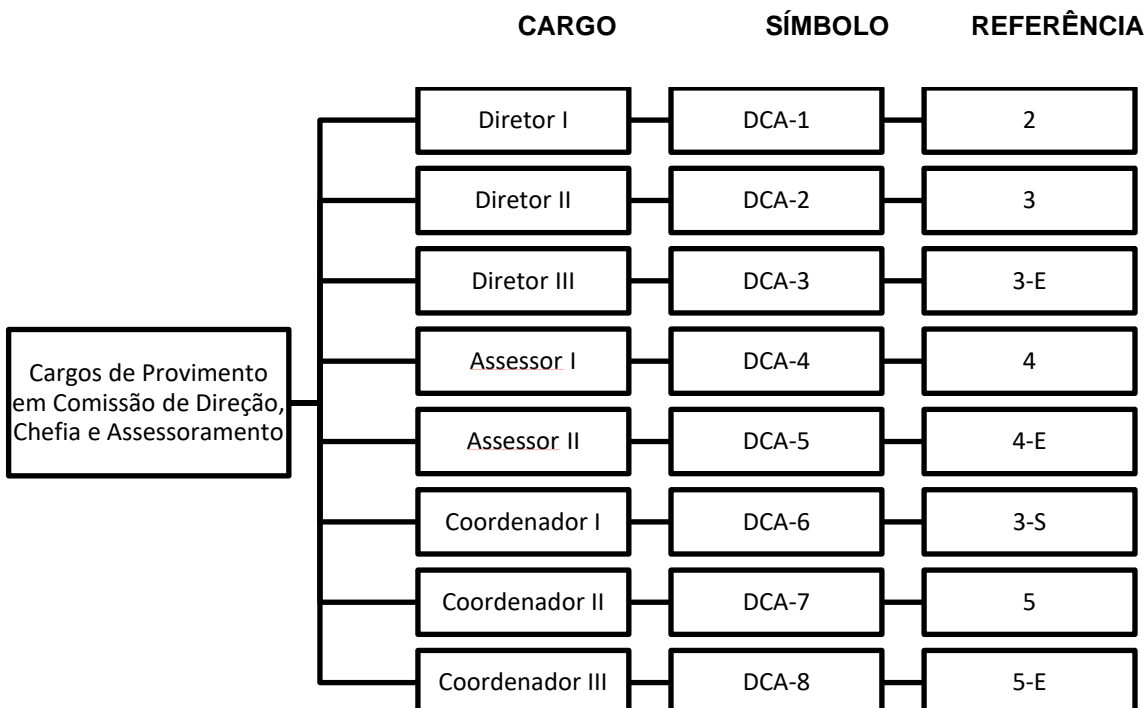 CARGO SÍMBOLO REFERÊNCIA
Diretor I DCA-1 2
Diretor II DCA-2 3
Diretor III DCA-3 3-E
Assessor I DCA-4 4
Cargos de Provimento
em Comissão de Direção,
Chefia e Assessoramento
Assessor II DCA-5 4-E
Coordenador I DCA-6 3-S
Coordenador II DCA-7 5
Coordenador III DCA-8 5-E